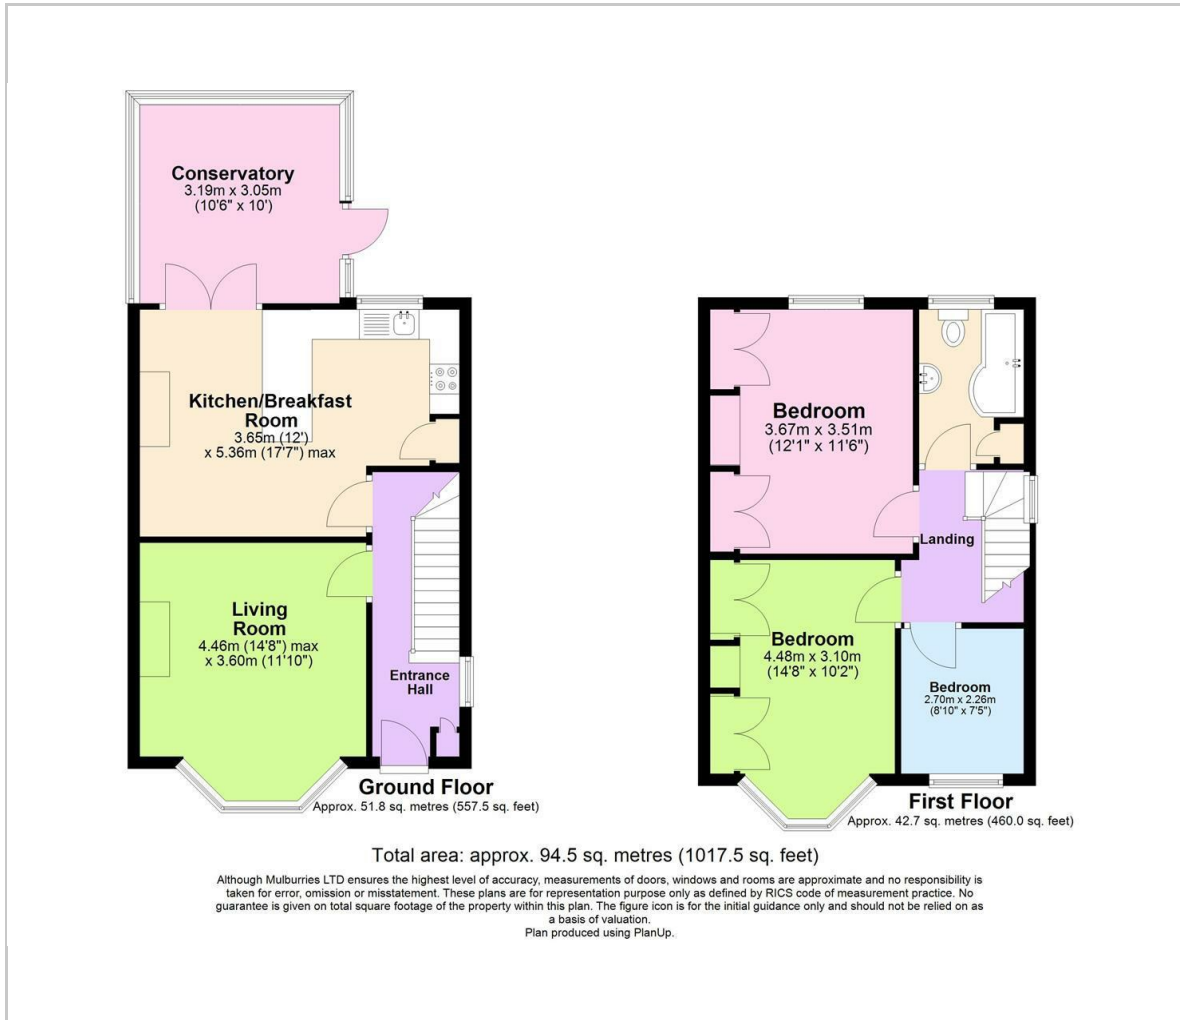 Conservatory
3.19m x 3.05m
(10'6" x 10')
Kitchen/Breakfast
Room
3.65m (12')
x 5.36m (17'7") max
Living
Room
4.46m (14'8") max
x 3.60m (11'10")
Entrance
Hall
Ground Floor
Approx. 51.8 sq. metres (557.5 sq. feet)
Bedroom
3.67m x 3.51m
(12'1" x 11'6")
Landing
Bedroom
4.48m x 3.10m
(14'8" x 10'2")
Bedroom
2.70m x 2.26m
(8'10" x 7'5")
First Floor
Approx. 42.7 sq. metres (460.0 sq. feet)
Total area: approx. 94.5 sq. metres (1017.5 sq. feet)
Although Mulburries LTD ensures the highest level of accuracy, measurements of doors, windows and rooms are approximate and no responsibility is
taken for error, omission or misstatement. These plans are for representation purpose only as defined by RICS code of measurement practice. No
guarantee is given on total square footage of the property within this plan. The figure icon is for the initial guidance only and should not be relied on as
a basis of valuation.
Plan produced using PlanUp.